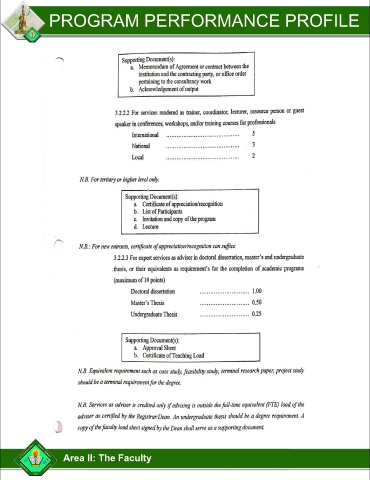 PROGRAM PERFORMANCE PROFILE
Supporting Document(s):
a. Memorandum of Agreement or contract between the
institution and the contracting party, or office order
pertaining to the consultancy work
b. Acknowledgement of output
3.2.2.2 For services rendered as trainer, coordinator, lecturer, resource person or guest
speaker in conferences, workshops, and/or training courses for professionals
International ........................................ 5
National ........................................ 3
Local ........................................ 2
N.B. For tertiary or higher level only.
Supporting Document(s):
a. Certificate of appreciation/recognition
b. List of Participants
c. Invitation and copy of the program
d. Lecture
N.B.: For new entrants, certificate of appreciation/recognition can suffice
3.2.2.3 For expert services as adviser in doctoral dissertation, master's and undergraduate
thesis, or their equivalents as requirement's for the completion of academic programs
(maximum of 10 points)
Doctoral dissertation ............................ 1.00
Master's Thesis ............................ 0.50
Undergraduate Thesis ............................ 0.25
Supporting Document(s):
a. Approval Sheet
b. Certificate of Teaching Load
N.B. Equivalent requirement such as case study, feasibility study, terminal research paper, project study
should be a terminal requirement for the degree.
N.B. Services as adviser is credited only if advising is outside the full-time equivalent (FTE) load of the
adviser as certified by the Registrar/Dean. An undergraduate thesis should be a degree requirement. A
copy of the faculty load sheet signed by the Dean shall serve as a supporting document.
Area II: The Faculty